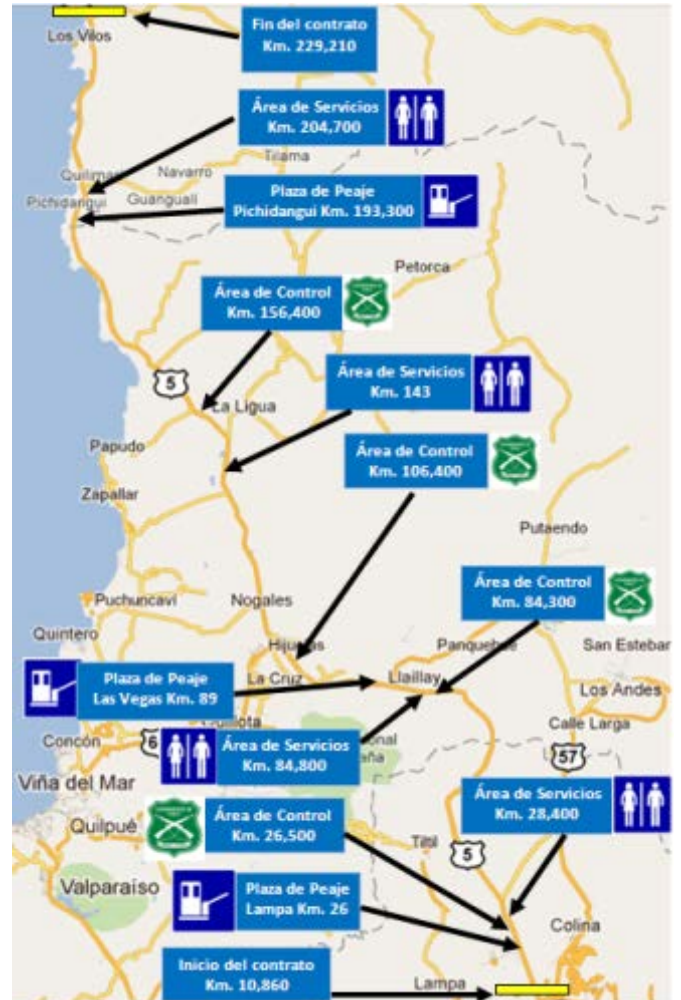 Fin del contrato
Km. 229,210
Los Vilos
Área de Servicios
Km. 204,700
Tilama
Navarro
Pichidangui
Guanguali
Plaza de Peaje
Pichidangui Km. 193,300
Petorca
Área de Control
Km. 156,400
5
Área de Servicios
Km. 143
La Ligua
Área de Control
Km. 106,400
Papudo
Zapallar
Putaendo
Área de Control
Km. 84,300
Puchuncaví
Nogales
Quintero
San Esteban
Plaza de Peaje
Las Vegas Km. 89
La Cruz
Llaillay
Los Andes
Calle Larga
Concón
6
Área de Servicios
Km. 84,800
57
Viña del Mar
Área de Servicios
Km. 28,400
Quilpué
Área de Control
Km. 26,500
Tiltil
5
Valparaíso
Plaza de Peaje
Lampa Km. 26
Colina
Inicio del contrato
Km. 10,860
Lampa